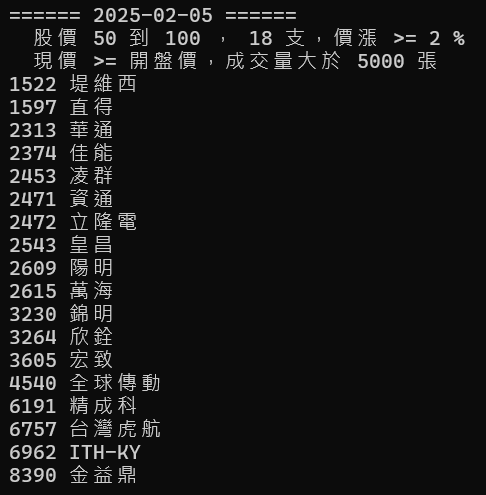 ====== 2025-02-05 ======
股價 50 到 100 ， 18 支，價漲 >= 2 %
現價 >= 開盤價，成交量大於 5000 張
1522 堤維西
1597 直得
2313 華通
2374 佳能
2453 凌群
2471 資通
2472 立隆電
2543 皇昌
2609 陽明
2615 萬海
3230 錦明
3264 欣銓
3605 宏致
4540 全球傳動
6191 精成科
6757 台灣虎航
6962 ITH-KY
8390 金益鼎